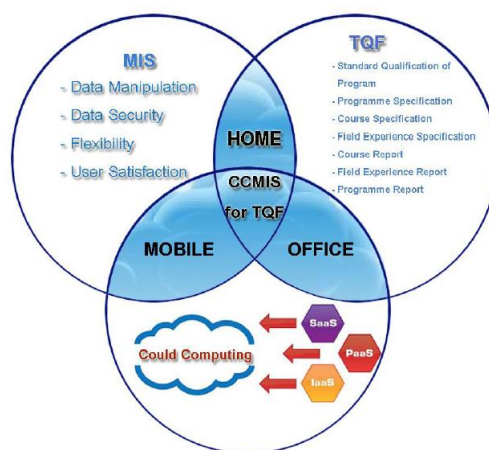 MIS
- Data Manipulation
- Data Security
- Flexibility
- User Satisfaction
TQF
- Standard Qualification of
Program
- Programme Specification
- Course Specification
- Field Experience Specification
- Course Report
- Field Experience Report
- Programme Report
HOME
CCMIS
for TQF
MOBILE
OFFICE
Could Computing
SaaS
PaaS
IaaS